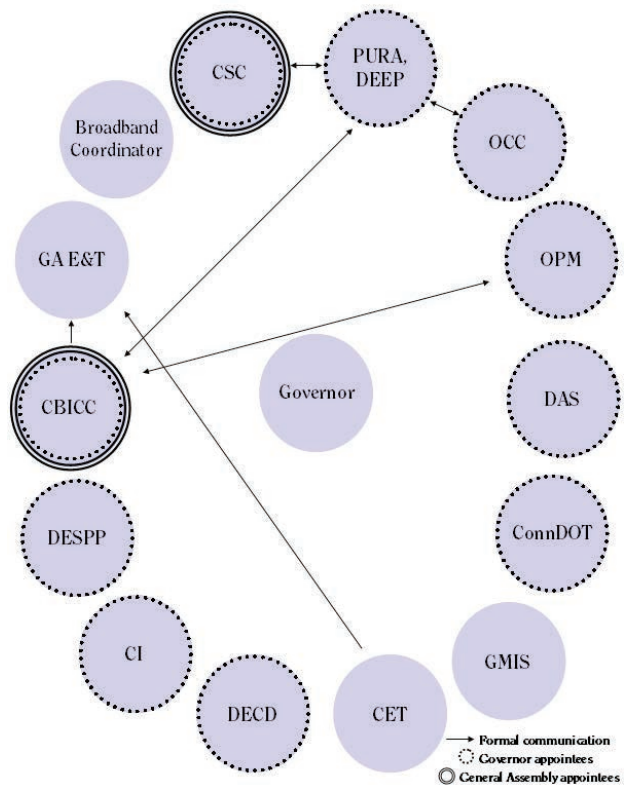 CSC
PURA,
DEEP
Broadband
Coordinator
OCC
GA E&T
OPM
Governor
CBICC
DAS
DESPP
ConnDOT
CI
GMIS
DECD
CET
Formal communication
Governor appointees
General Assembly appointees